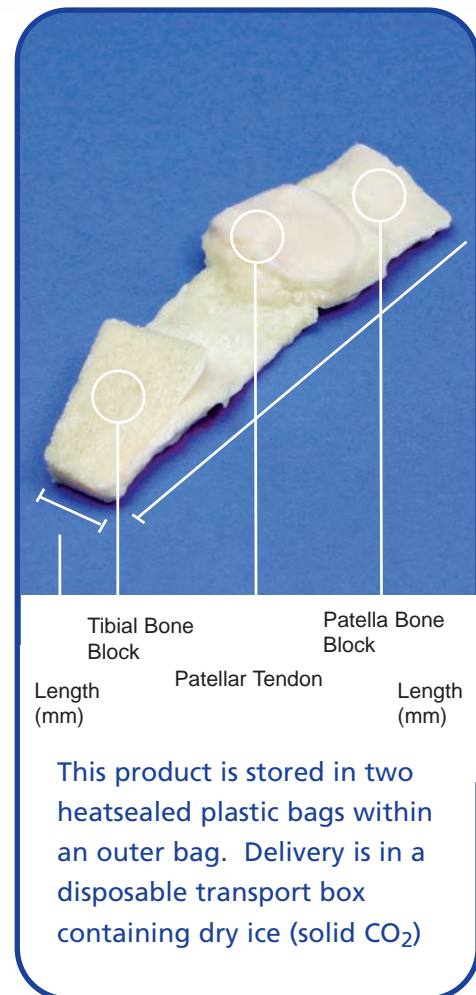 Tibial Bone
Block
Patella Bone
Block
Patellar Tendon
Length
(mm)
Length
(mm)
This product is stored in two
heatsealed plastic bags within
an outer bag. Delivery is in a
disposable transport box
containing dry ice (solid CO₂)